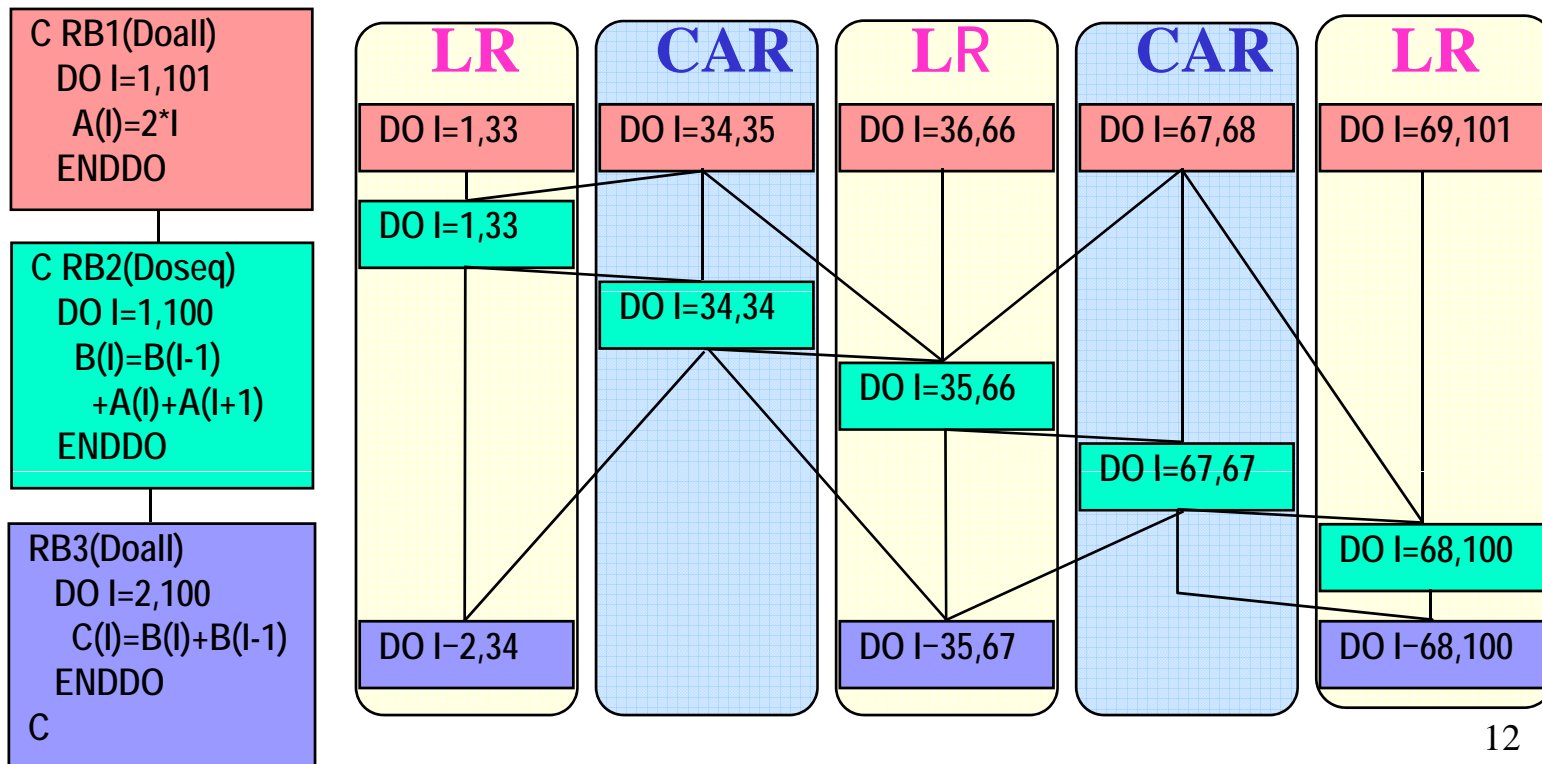 C RB1(Doall)
DO I=1,101
A(I)=2*I
ENDDO
C RB2(Doseq)
DO I=1,100
B(I)=B(I-1)
+A(I)+A(I+1)
ENDDO
RB3(Doall)
DO I=2,100
C(I)=B(I)+B(I-1)
ENDDO
C
LR
CAR
LR
CAR
LR
DO I=1,33
DO I=34,35
DO I=36,66
DO I=67,68
DO I=69,101
DO I=1,33
DO I=34,34
DO I=35,66
DO I=67,67
DO I=68,100
DO I−2,34
DO I−35,67
DO I−68,100
12